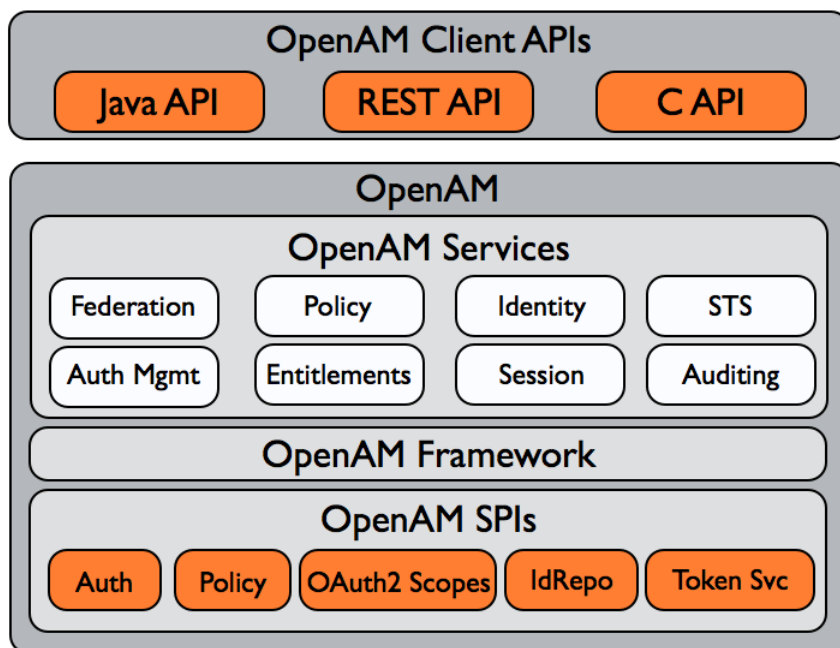 OpenAM Client APIs
Java API REST API C API
OpenAM
OpenAM Services
Federation Policy Identity STS
Auth Mgmt Entitlements Session Auditing
OpenAM Framework
OpenAM SPIs
Auth Policy OAuth2 Scopes IdRepo Token Svc